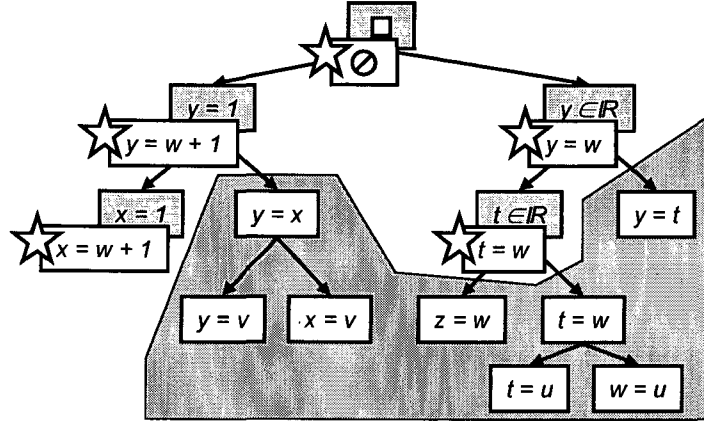 y = 1
y ∈ ℝ
y = w + 1
y = w
x = 1
y = x
t ∈ ℝ
y = t
x = w + 1
t = w
y = v
x = v
z = w
t = w
t = u
w = u